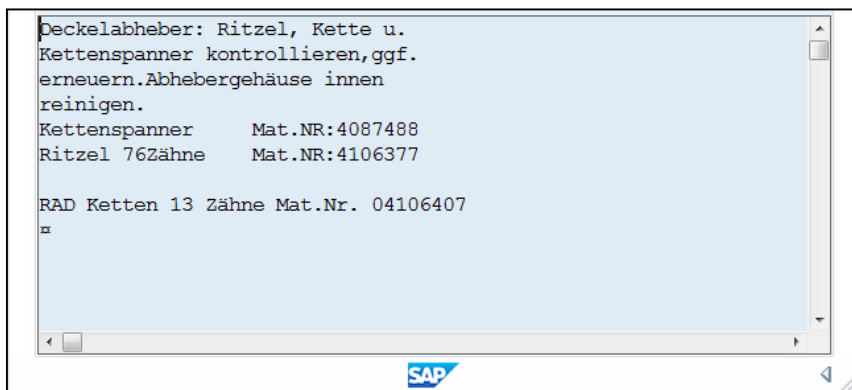 Deckelabheber: Ritzel, Kette u.
Kettenspanner kontrollieren,ggf.
erneuern.Abhebergehäuse innen
reinigen.
Kettenspanner     Mat.NR:4087488
Ritzel 76Zähne    Mat.NR:4106377
RAD Ketten 13 Zähne Mat.Nr. 04106407
¤
SAP